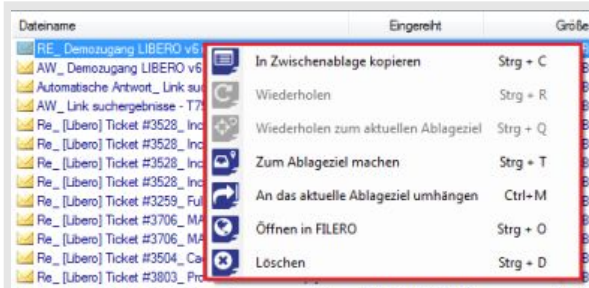 Dateiname Eingereiht Größe
RE_ Demozugang LIBERO v6
AW_ Demozugang LIBERO v6
Automatische Antwort_ Link suc
AW_ Link suchergebnisse - T7
Re_ [Libero] Ticket #3528_ Inc
Re_ [Libero] Ticket #3528_ Inc
Re_ [Libero] Ticket #3528_ Inc
Re_ [Libero] Ticket #3528_ Inc
Re_ [Libero] Ticket #3259_ Ful
Re_ [Libero] Ticket #3706_ MA
Re_ [Libero] Ticket #3706_ MA
Re_ [Libero] Ticket #3504_ Ca
Re_ [Libero] Ticket #3803_ Pro
In Zwischenablage kopieren Strg + C
Wiederholen Strg + R
Wiederholen zum aktuellen Ablageziel Strg + Q
Zum Ablageziel machen Strg + T
An das aktuelle Ablageziel umhängen Ctrl+M
Öffnen in FILERO Strg + O
Löschen Strg + D